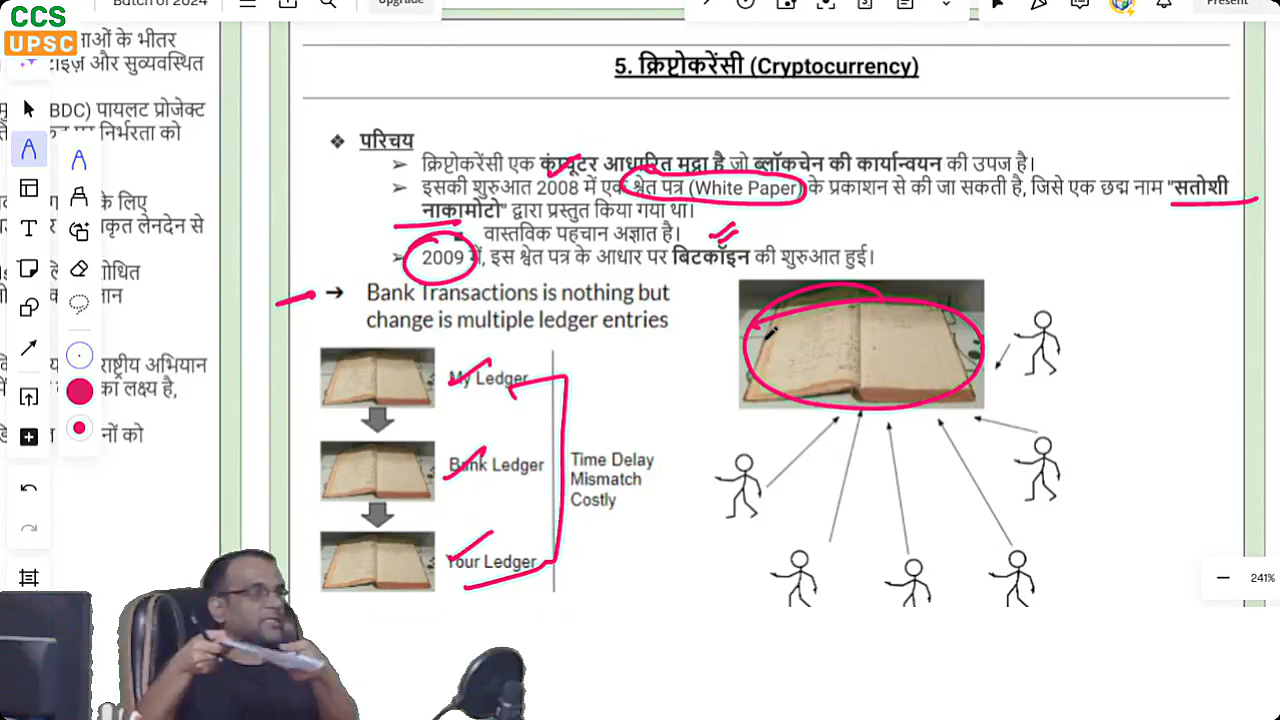 Batch of 2024
Upgrade
Present
CCS
UPSC
ाओं के भीतर
टाइज़ और सुव्यवस्थित
BDC) पायलट प्रोजेक्ट
निर्भरता को
के लिए
कृत लेनदेन से
ोधित
ान
राष्ट्रीय अभियान
का लक्ष्य है,
ों को
5. क्रिप्टोकरेंसी (Cryptocurrency)
❖ परिचय
➢ क्रिप्टोकरेंसी एक कंप्यूटर आधारित मुद्रा है जो ब्लॉकचेन की कार्यान्वयन की उपज है।
➢ इसकी शुरुआत 2008 में एक श्वेत पत्र (White Paper) के प्रकाशन से की जा सकती है, जिसे एक छद्म नाम "सतोशी
नाकामोटो" द्वारा प्रस्तुत किया गया था।
■ वास्तविक पहचान अज्ञात है।
➢ 2009 में, इस श्वेत पत्र के आधार पर बिटकॉइन की शुरुआत हुई।
➔ Bank Transactions is nothing but
change is multiple ledger entries
My Ledger
Bank Ledger
Your Ledger
Time Delay
Mismatch
Costly
241%